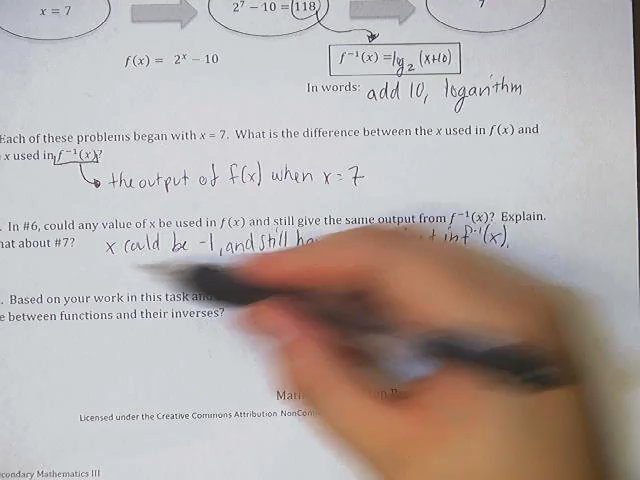 x = 7
2⁷ − 10 = 118
7
f(x) = 2ˣ − 10
f⁻¹(x) = log₂ (x+10)
In words: add 10, logarithm
Each of these problems began with x = 7. What is the difference between the x used in f(x) and
x used in f⁻¹(x)?
the output of f(x) when x = 7
. In #6, could any value of x be used in f(x) and still give the same output from f⁻¹(x)? Explain.
hat about #7? x could be -1, and still in f⁻¹(x).
. Based on your work in this task and
e between functions and their inverses?
Licensed under the Creative Commons Attribution
condary Mathematics III